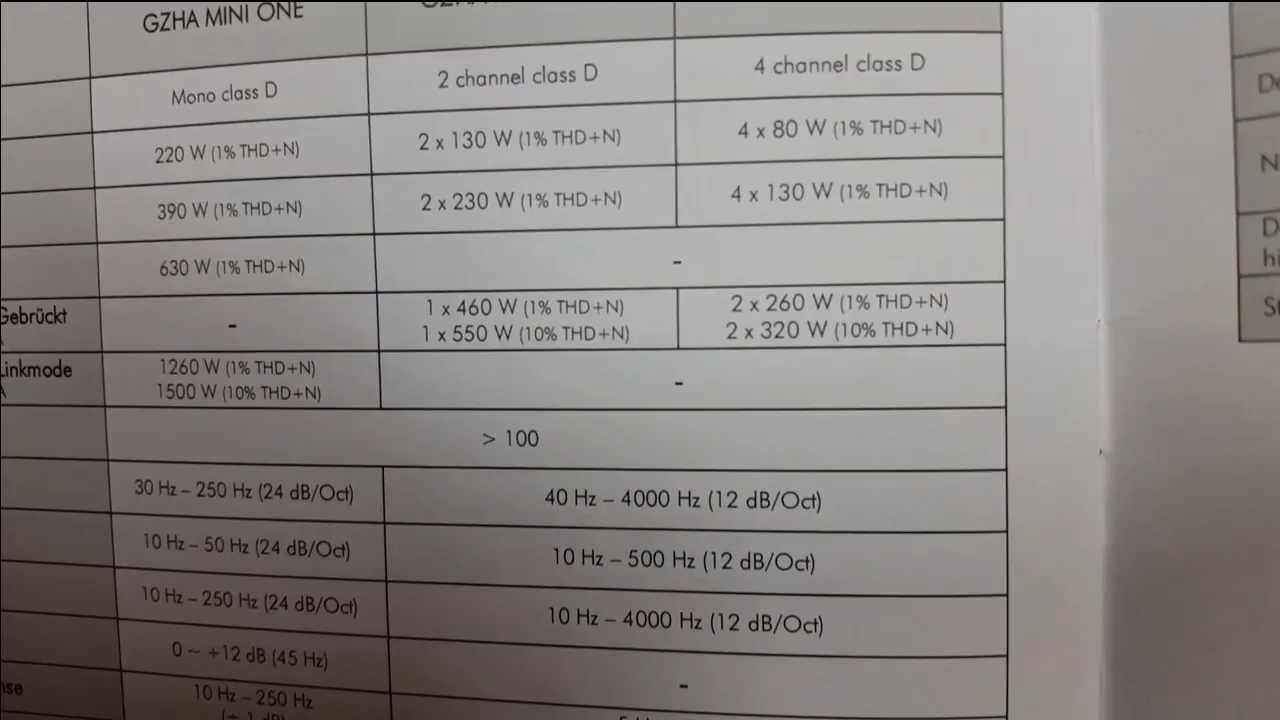 GZHA MINI ONE
Mono class D
2 channel class D
4 channel class D
220 W (1% THD+N)
2 x 130 W (1% THD+N)
4 x 80 W (1% THD+N)
390 W (1% THD+N)
2 x 230 W (1% THD+N)
4 x 130 W (1% THD+N)
630 W (1% THD+N)
-
Gebrückt
-
1 x 460 W (1% THD+N)
1 x 550 W (10% THD+N)
2 x 260 W (1% THD+N)
2 x 320 W (10% THD+N)
Linkmode
1260 W (1% THD+N)
1500 W (10% THD+N)
-
> 100
30 Hz – 250 Hz (24 dB/Oct)
40 Hz – 4000 Hz (12 dB/Oct)
10 Hz – 50 Hz (24 dB/Oct)
10 Hz – 500 Hz (12 dB/Oct)
10 Hz – 250 Hz (24 dB/Oct)
10 Hz – 4000 Hz (12 dB/Oct)
0 ~ +12 dB (45 Hz)
-
10 Hz – 250 Hz